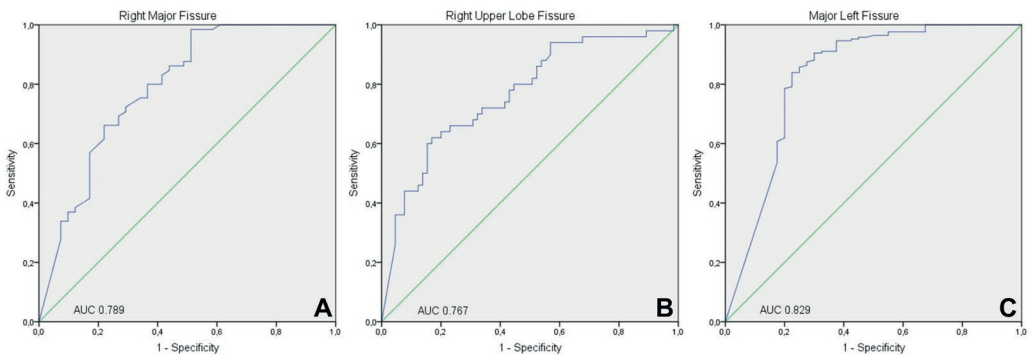 Right Major Fissure
1,0
0,8
0,6
0,4
0,2
0,0
Sensitivity
AUC 0.789
A
0,0 0,2 0,4 0,6 0,8 1,0
1 - Specificity
Right Upper Lobe Fissure
1,0
0,8
0,6
0,4
0,2
0,0
Sensitivity
AUC 0.767
B
0,0 0,2 0,4 0,6 0,8 1,0
1 - Specificity
Major Left Fissure
1,0
0,8
0,6
0,4
0,2
0,0
Sensitivity
AUC 0.829
C
0,0 0,2 0,4 0,6 0,8 1,0
1 - Specificity